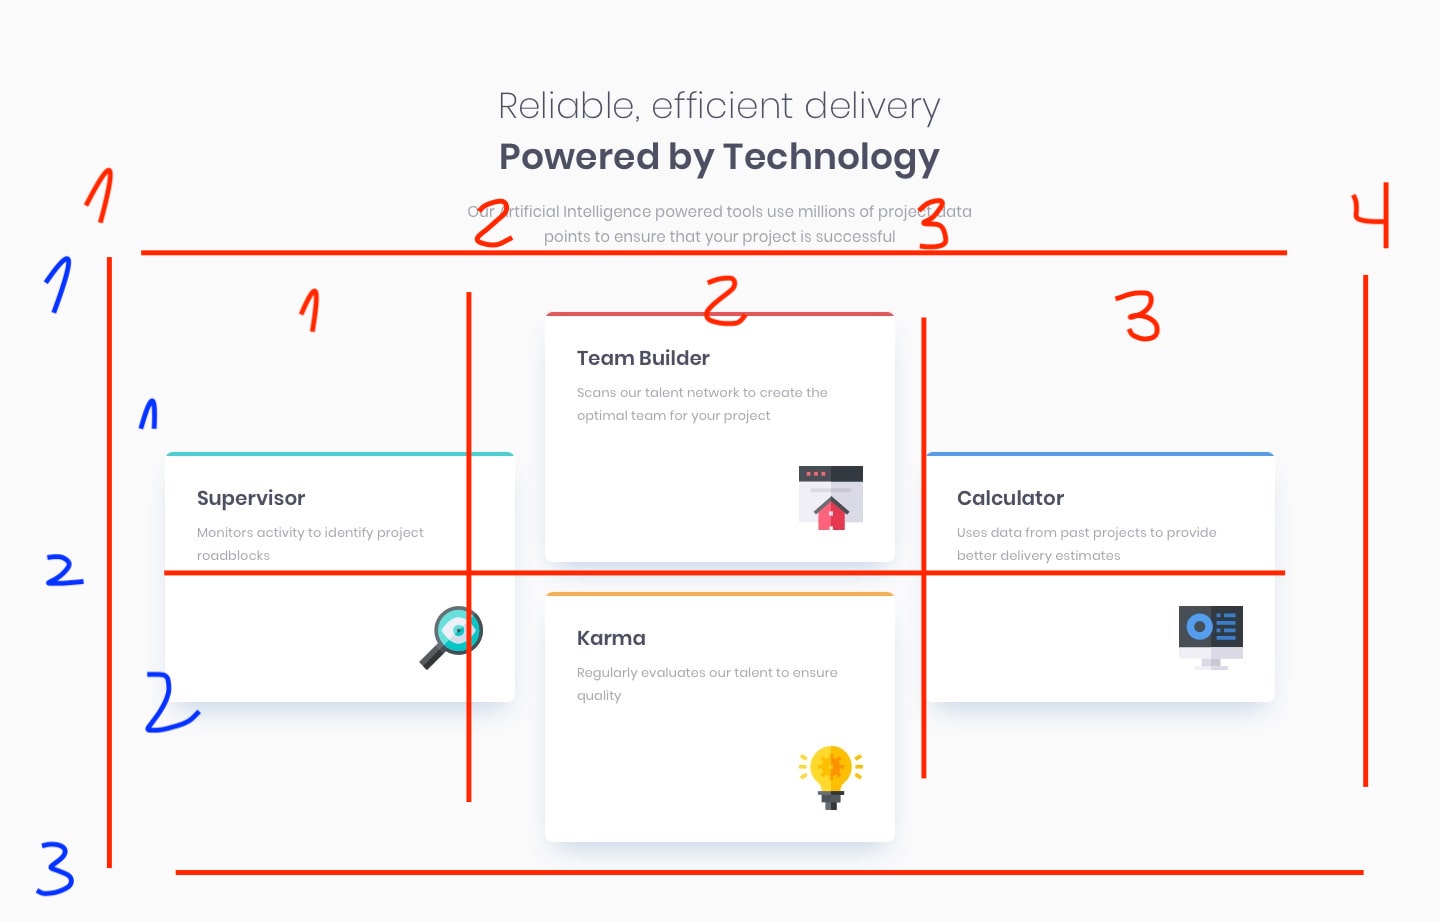 Reliable, efficient delivery
Powered by Technology
1
Our Artificial Intelligence powered tools use millions of project data
points to ensure that your project is successful
2
3
4
1
1
2
3
Team Builder
Scans our talent network to create the
optimal team for your project
1
Supervisor
Monitors activity to identify project
roadblocks
Calculator
Uses data from past projects to provide
better delivery estimates
2
Karma
Regularly evaluates our talent to ensure
quality
2
3